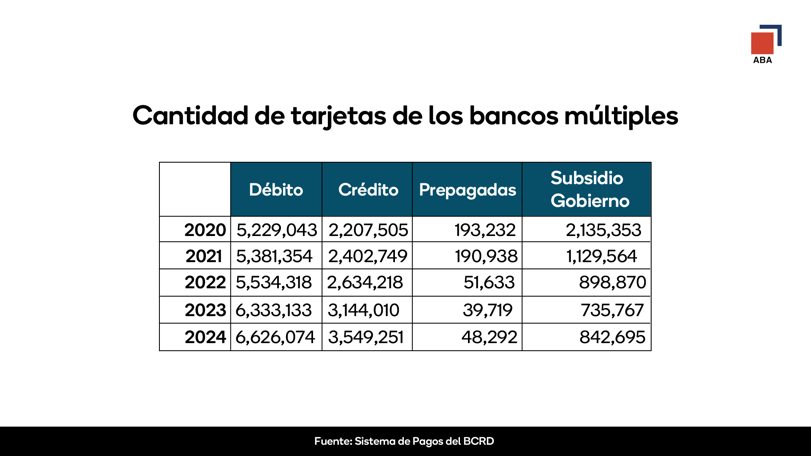 ABA
Cantidad de tarjetas de los bancos múltiples
Débito Crédito Prepagadas Subsidio Gobierno
2020 5,229,043 2,207,505 193,232 2,135,353
2021 5,381,354 2,402,749 190,938 1,129,564
2022 5,534,318 2,634,218 51,633 898,870
2023 6,333,133 3,144,010 39,719 735,767
2024 6,626,074 3,549,251 48,292 842,695
Fuente: Sistema de Pagos del BCRD